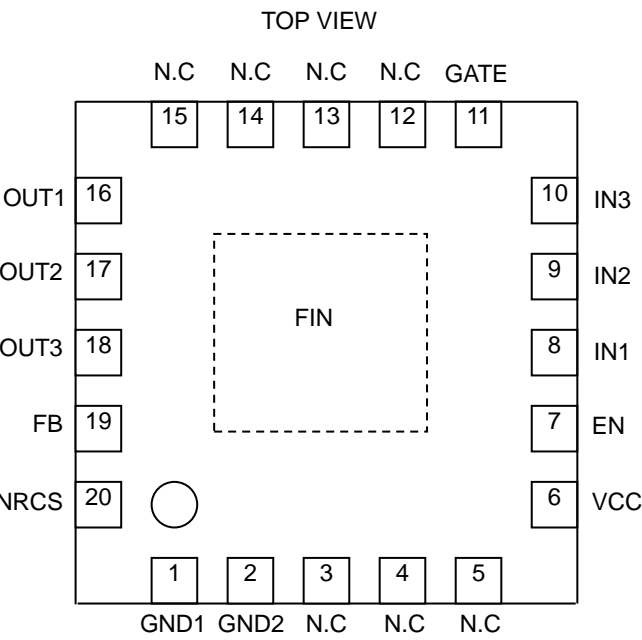 TOP VIEW
N.C N.C N.C N.C GATE
15 14 13 12 11
OUT1 16 10 IN3
OUT2 17 9 IN2
FIN
OUT3 18 8 IN1
FB 19 7 EN
NRCS 20 6 VCC
1 2 3 4 5
GND1 GND2 N.C N.C N.C